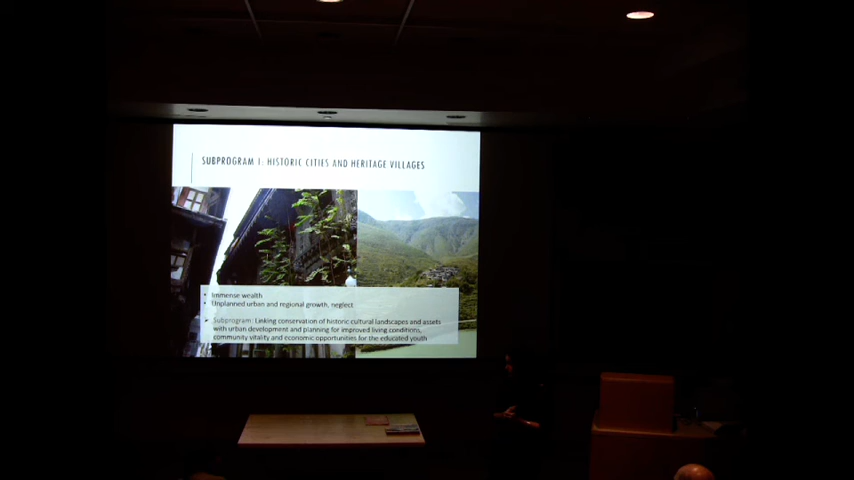 SUBPROGRAM 1: HISTORIC CITIES AND HERITAGE VILLAGES
• Immense wealth
• Unplanned urban and regional growth, neglect
➢ Subprogram: Linking conservation of historic cultural landscapes and assets
with urban development and planning for improved living conditions,
community vitality and economic opportunities for the educated youth